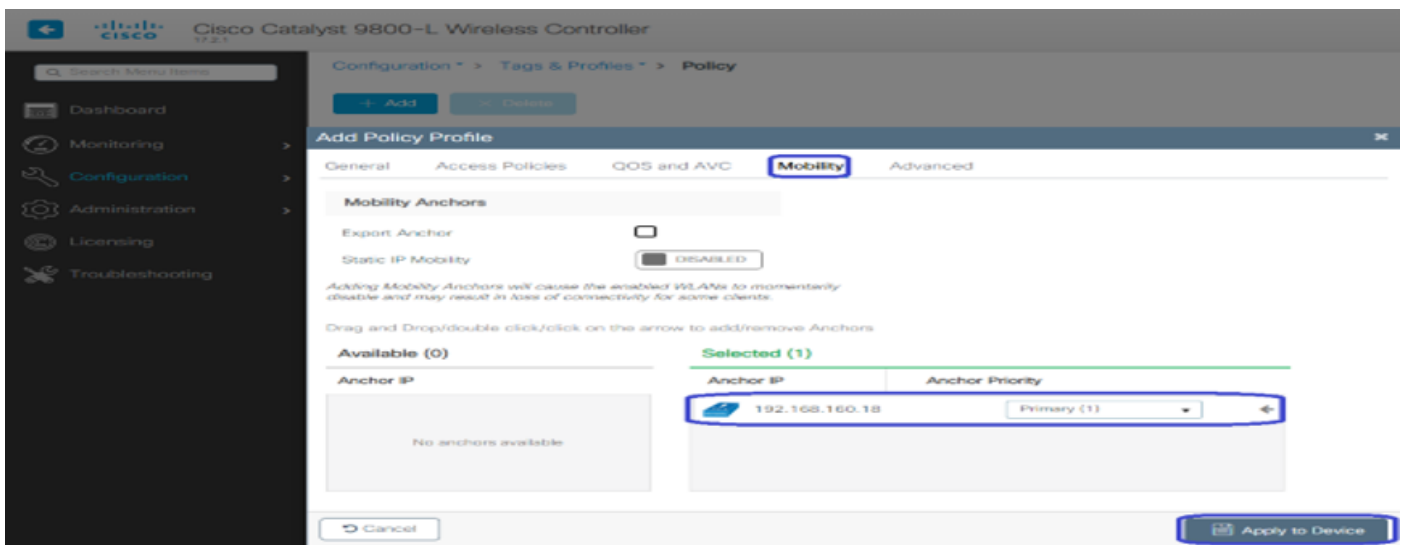 CISCO
Cisco Catalyst 9800-L Wireless Controller
17.2.1
Search Menu Items
Dashboard
Monitoring
Configuration
Administration
Licensing
Troubleshooting
Configuration > Tags & Profiles > Policy
+ Add
× Delete
Add Policy Profile
General Access Policies QOS and AVC Mobility Advanced
Mobility Anchors
Export Anchor
Static IP Mobility DISABLED
Adding Mobility Anchors will cause the enabled WLANs to momentarily
disable and may result in loss of connectivity for some clients.
Drag and Drop/double click/click on the arrow to add/remove Anchors
Available (0)
Anchor IP
No anchors available
Selected (1)
Anchor IP Anchor Priority
192.168.160.18 Primary (1)
Cancel
Apply to Device